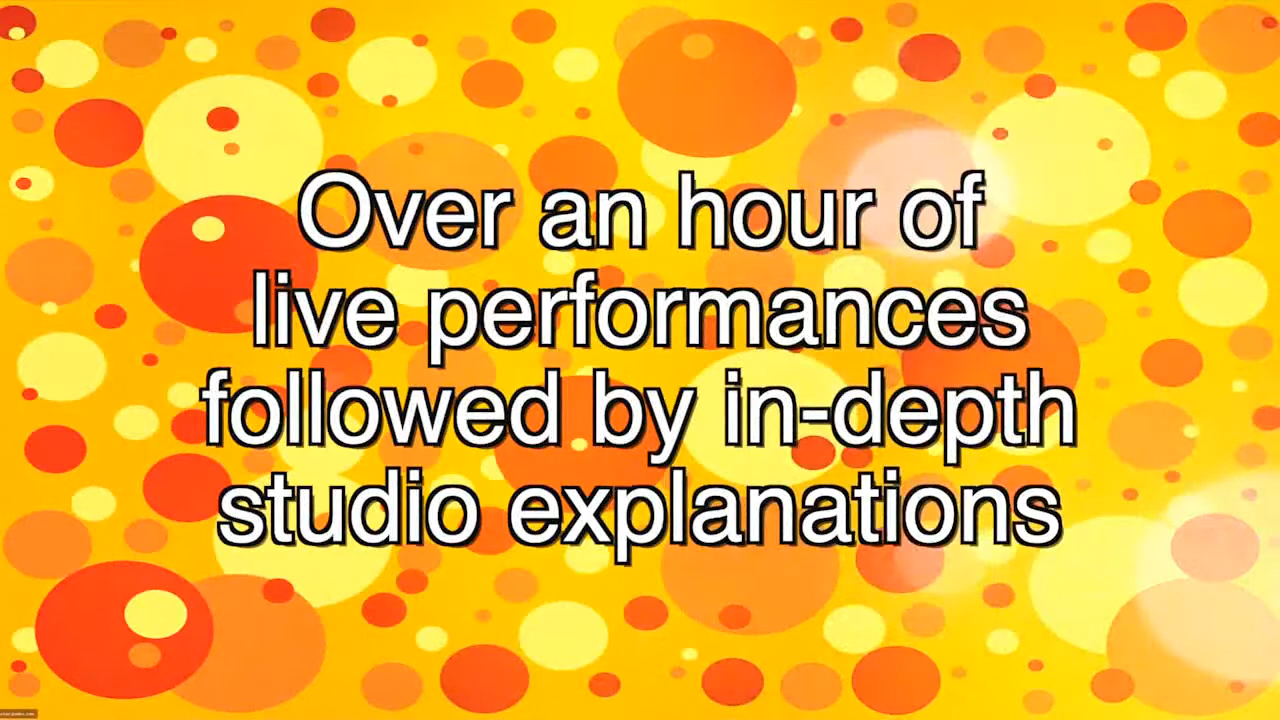 Over an hour of
live performances
followed by in-depth
studio explanations